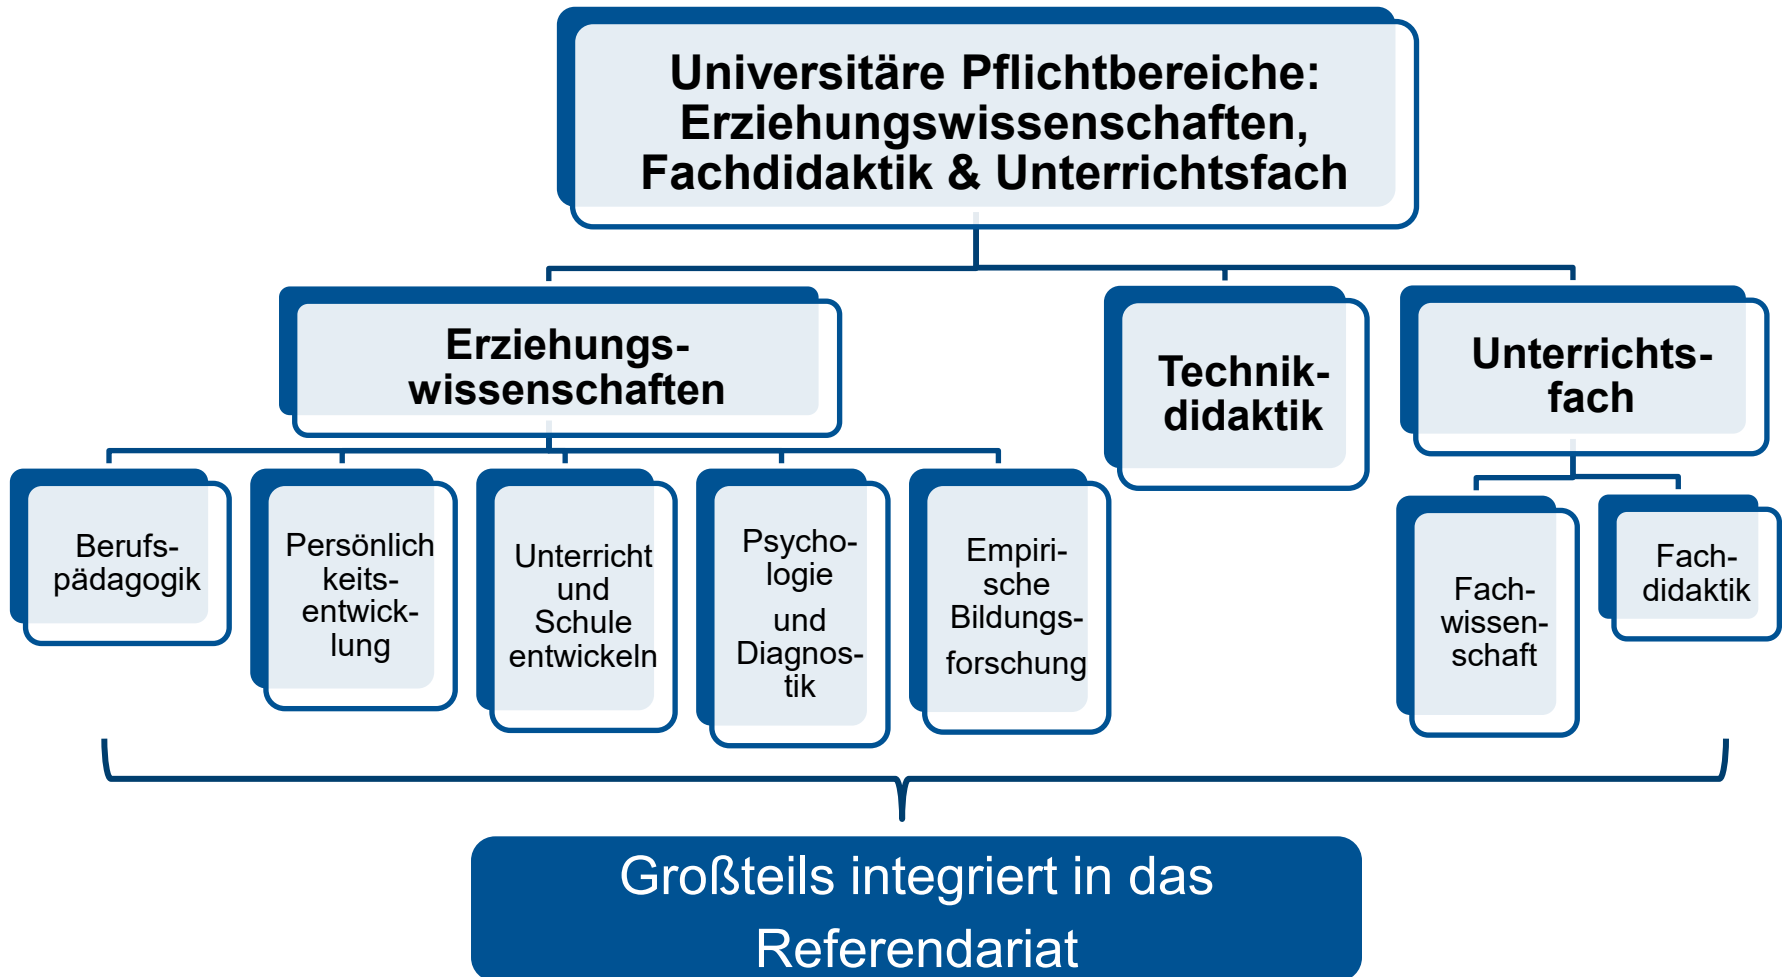 Universitäre Pflichtbereiche:
Erziehungswissenschaften,
Fachdidaktik & Unterrichtsfach
Erziehungs-
wissenschaften
Technik-
didaktik
Unterrichts-
fach
Berufs-
pädagogik
Persönlich
keits-
entwick-
lung
Unterricht
und
Schule
entwickeln
Psycho-
logie
und
Diagnos-
tik
Empiri-
sche
Bildungs-
forschung
Fach-
wissen-
schaft
Fach-
didaktik
Großteils integriert in das
Referendariat